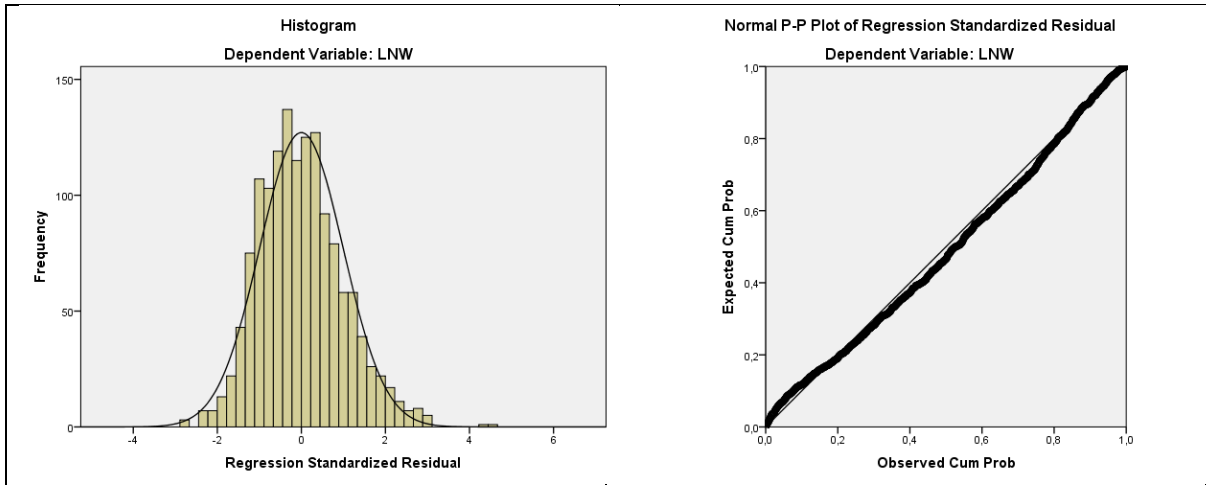 Histogram
Dependent Variable: LNW
150
100
50
0
-4
-2
0
2
4
6
Frequency
Regression Standardized Residual
Normal P-P Plot of Regression Standardized Residual
Dependent Variable: LNW
1,0
0,8
0,6
0,4
0,2
0,0
0,0
0,2
0,4
0,6
0,8
1,0
Expected Cum Prob
Observed Cum Prob